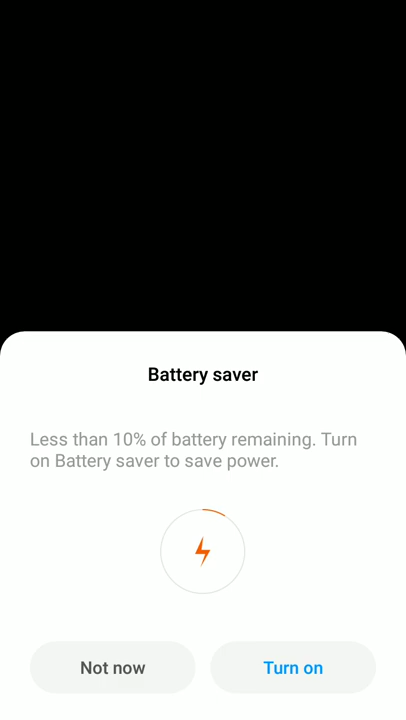 Battery saver
Less than 10% of battery remaining. Turn
on Battery saver to save power.
Not now
Turn on